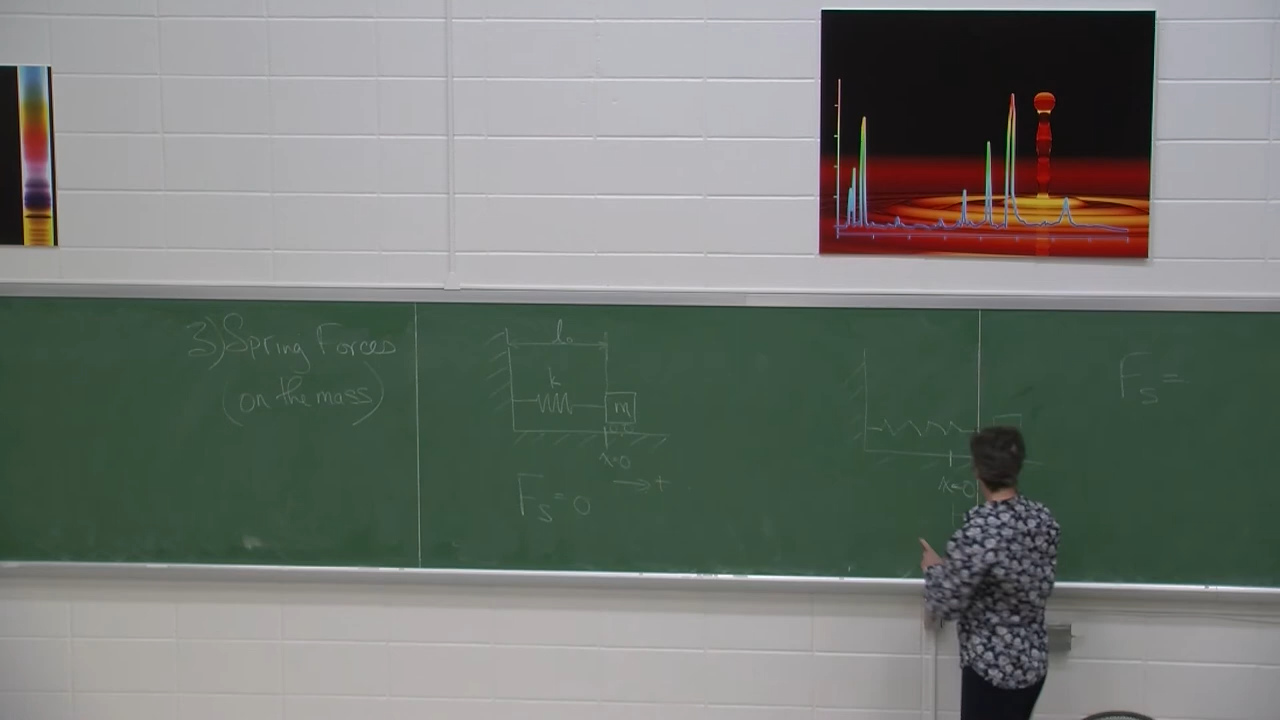 3) Spring Forces
(on the mass)
l₀
k
m
x=0
→+
Fs=0
x=0
Fs=